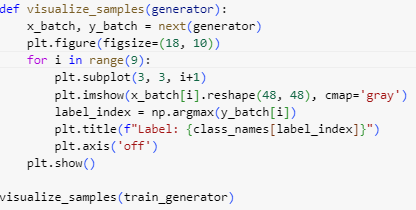 def visualize_samples(generator):
    x_batch, y_batch = next(generator)
    plt.figure(figsize=(18, 10))
    for i in range(9):
        plt.subplot(3, 3, i+1)
        plt.imshow(x_batch[i].reshape(48, 48), cmap='gray')
        label_index = np.argmax(y_batch[i])
        plt.title(f"Label: {class_names[label_index]}")
        plt.axis('off')
    plt.show()
visualize_samples(train_generator)